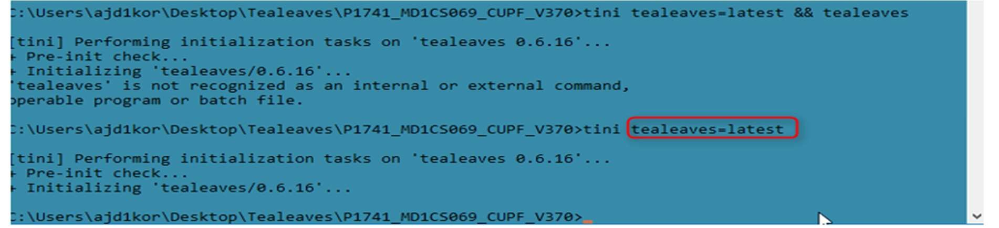 C:\Users\ajd1kor\Desktop\Tealeaves\P1741_MD1CS069_CUPF_V370>tini tealeaves=latest && tealeaves
[tini] Performing initialization tasks on 'tealeaves 0.6.16'...
+ Pre-init check...
+ Initializing 'tealeaves/0.6.16'...
'tealeaves' is not recognized as an internal or external command,
operable program or batch file.
C:\Users\ajd1kor\Desktop\Tealeaves\P1741_MD1CS069_CUPF_V370>tini tealeaves=latest
[tini] Performing initialization tasks on 'tealeaves 0.6.16'...
+ Pre-init check...
+ Initializing 'tealeaves/0.6.16'...
C:\Users\ajd1kor\Desktop\Tealeaves\P1741_MD1CS069_CUPF_V370>_